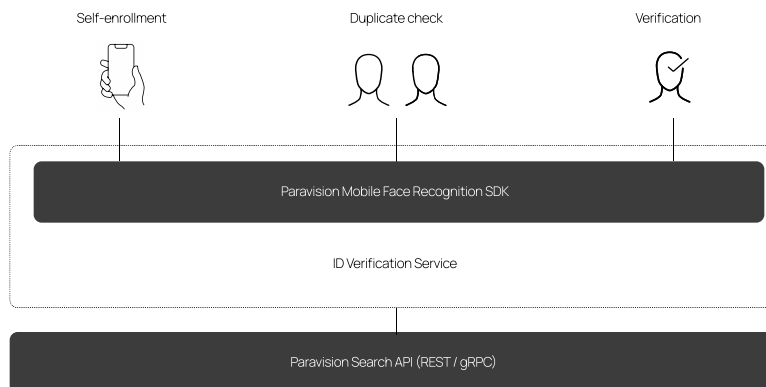 Self-enrollment
Duplicate check
Verification
Paravision Mobile Face Recognition SDK
ID Verification Service
Paravision Search API (REST / gRPC)